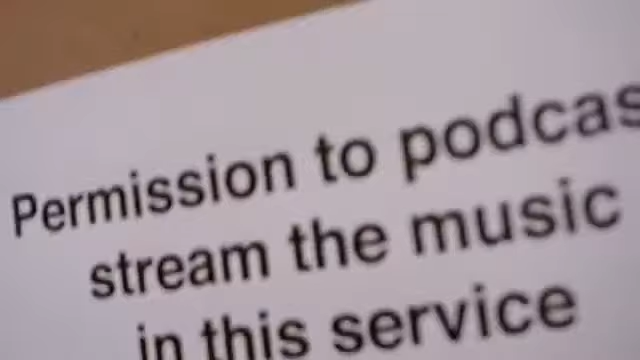 Permission to podcas
stream the music
in this service